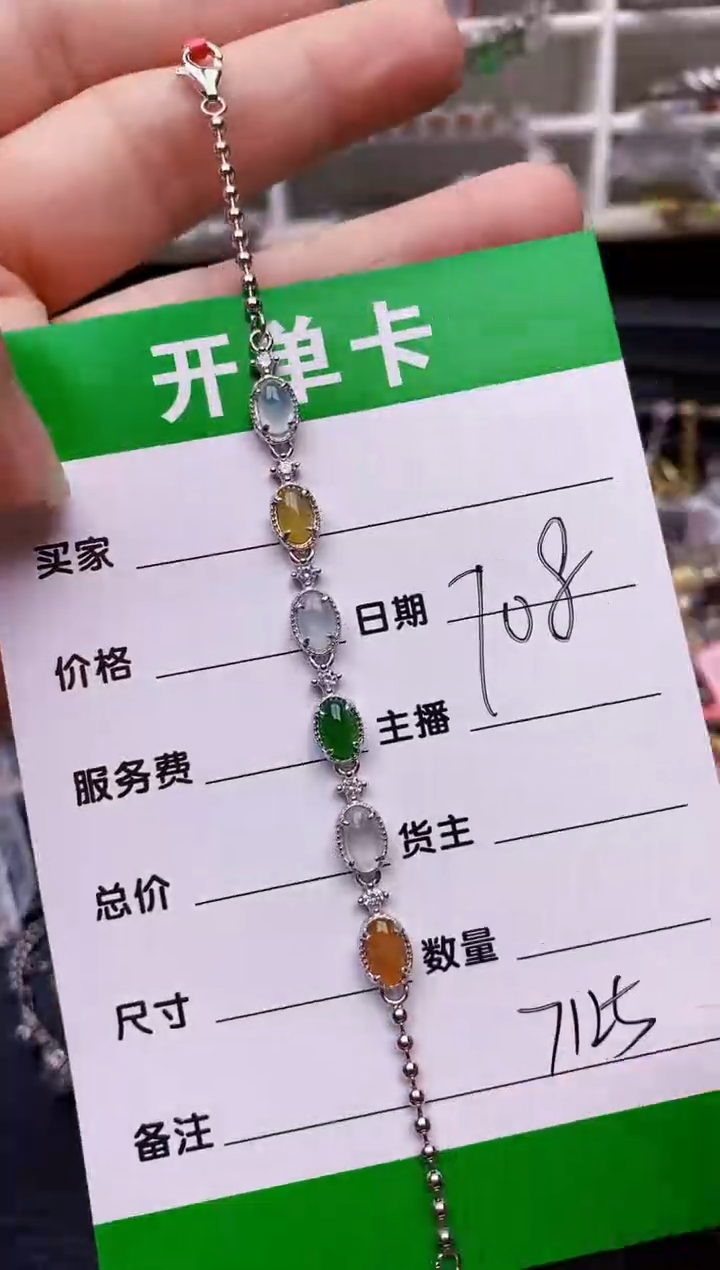 开单卡
买家
价格 日期 708
服务费 主播
总价 货主
尺寸 数量
备注